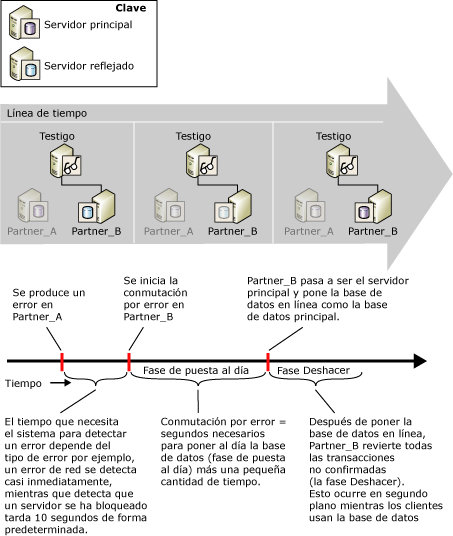 Clave
Servidor principal
Servidor reflejado
Línea de tiempo
Testigo
Testigo
Testigo
Partner_A
Partner_B
Partner_A
Partner_B
Partner_A
Partner_B
Se produce un
error en
Partner_A
Se inicia la
conmutación
por error en
Partner_B
Partner_B pasa a ser el servidor
principal y pone la base de
datos en línea como la base
de datos principal.
Tiempo
Fase de puesta al día
Fase Deshacer
El tiempo que necesita
el sistema para detectar
un error depende del
tipo de error por ejemplo,
un error de red se detecta
casi inmediatamente,
mientras que detecta que
un servidor se ha bloqueado
tarda 10 segundos de forma
predeterminada.
Conmutación por error =
segundos necesarios
para poner al día la base
de datos (fase de puesta
al día) más una pequeña
cantidad de tiempo.
Después de poner la
base de datos en línea,
Partner_B revierte todas
las transacciones
no confirmadas
(la fase Deshacer).
Esto ocurre en segundo
plano mientras los clientes
usan la base de datos